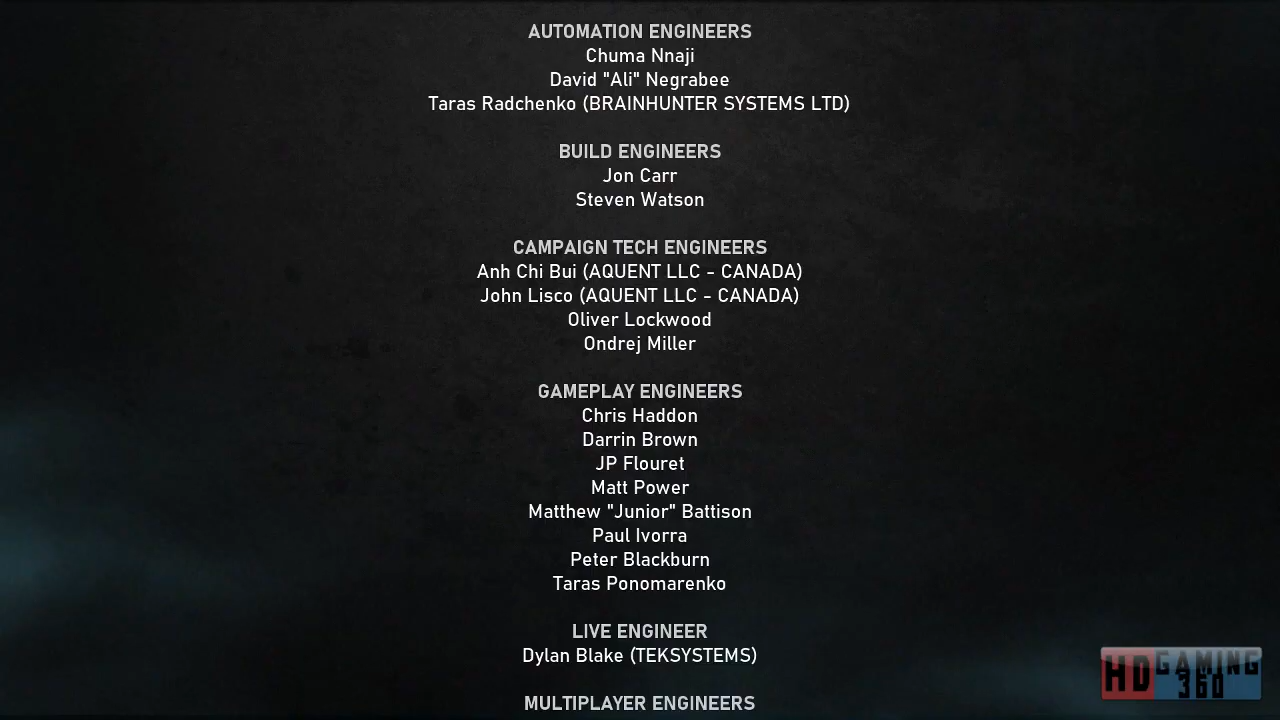 AUTOMATION ENGINEERS
Chuma Nnaji
David "Ali" Negrabee
Taras Radchenko (BRAINHUNTER SYSTEMS LTD)
BUILD ENGINEERS
Jon Carr
Steven Watson
CAMPAIGN TECH ENGINEERS
Anh Chi Bui (AQUENT LLC - CANADA)
John Lisco (AQUENT LLC - CANADA)
Oliver Lockwood
Ondrej Miller
GAMEPLAY ENGINEERS
Chris Haddon
Darrin Brown
JP Flouret
Matt Power
Matthew "Junior" Battison
Paul Ivorra
Peter Blackburn
Taras Ponomarenko
LIVE ENGINEER
Dylan Blake (TEKSYSTEMS)
MULTIPLAYER ENGINEERS
HD GAMING
360